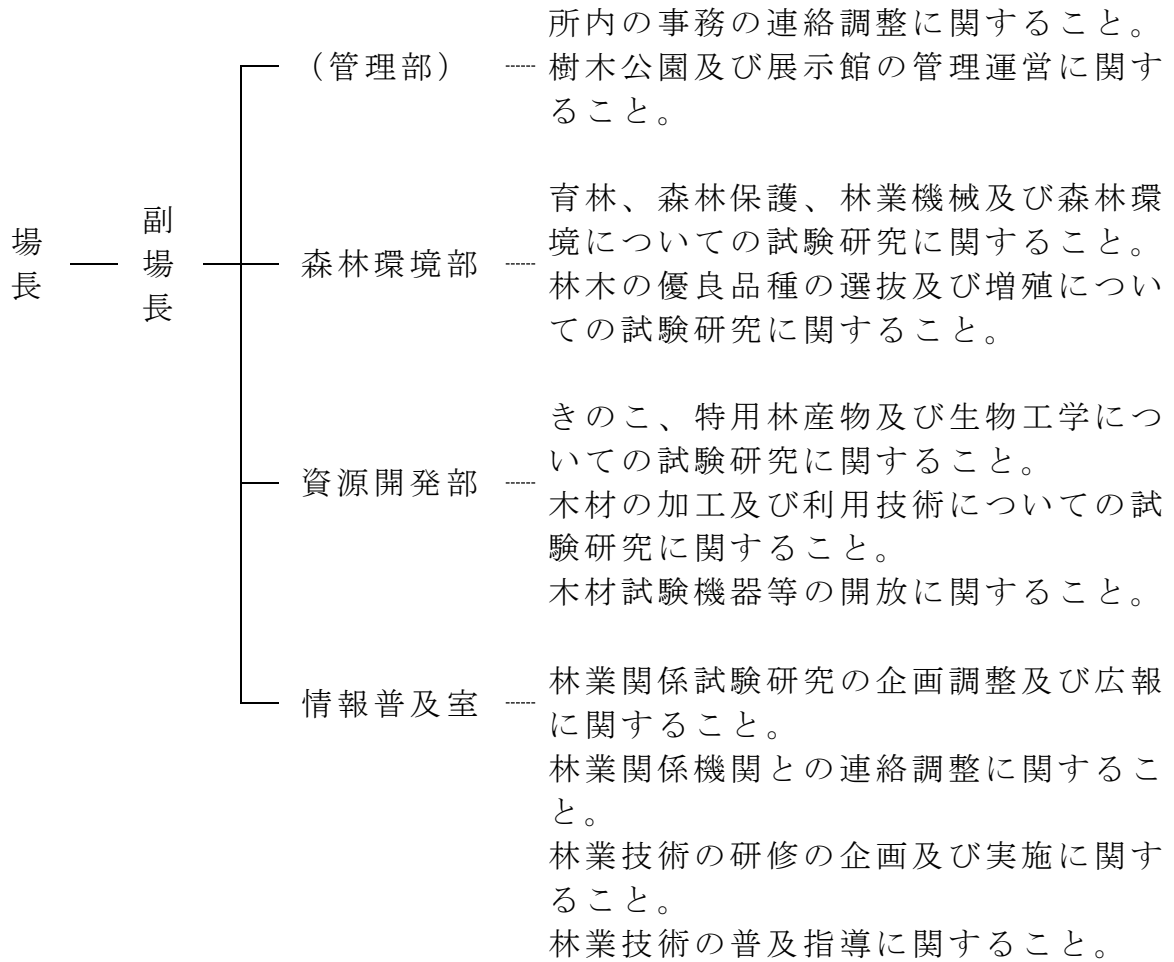 場長
副場長
（管理部）
所内の事務の連絡調整に関すること。
樹木公園及び展示館の管理運営に関す
ること。
森林環境部
育林、森林保護、林業機械及び森林環
境についての試験研究に関すること。
林木の優良品種の選抜及び増殖につい
ての試験研究に関すること。
資源開発部
きのこ、特用林産物及び生物工学につ
いての試験研究に関すること。
木材の加工及び利用技術についての試
験研究に関すること。
木材試験機器等の開放に関すること。
情報普及室
林業関係試験研究の企画調整及び広報
に関すること。
林業関係機関との連絡調整に関するこ
と。
林業技術の研修の企画及び実施に関す
ること。
林業技術の普及指導に関すること。